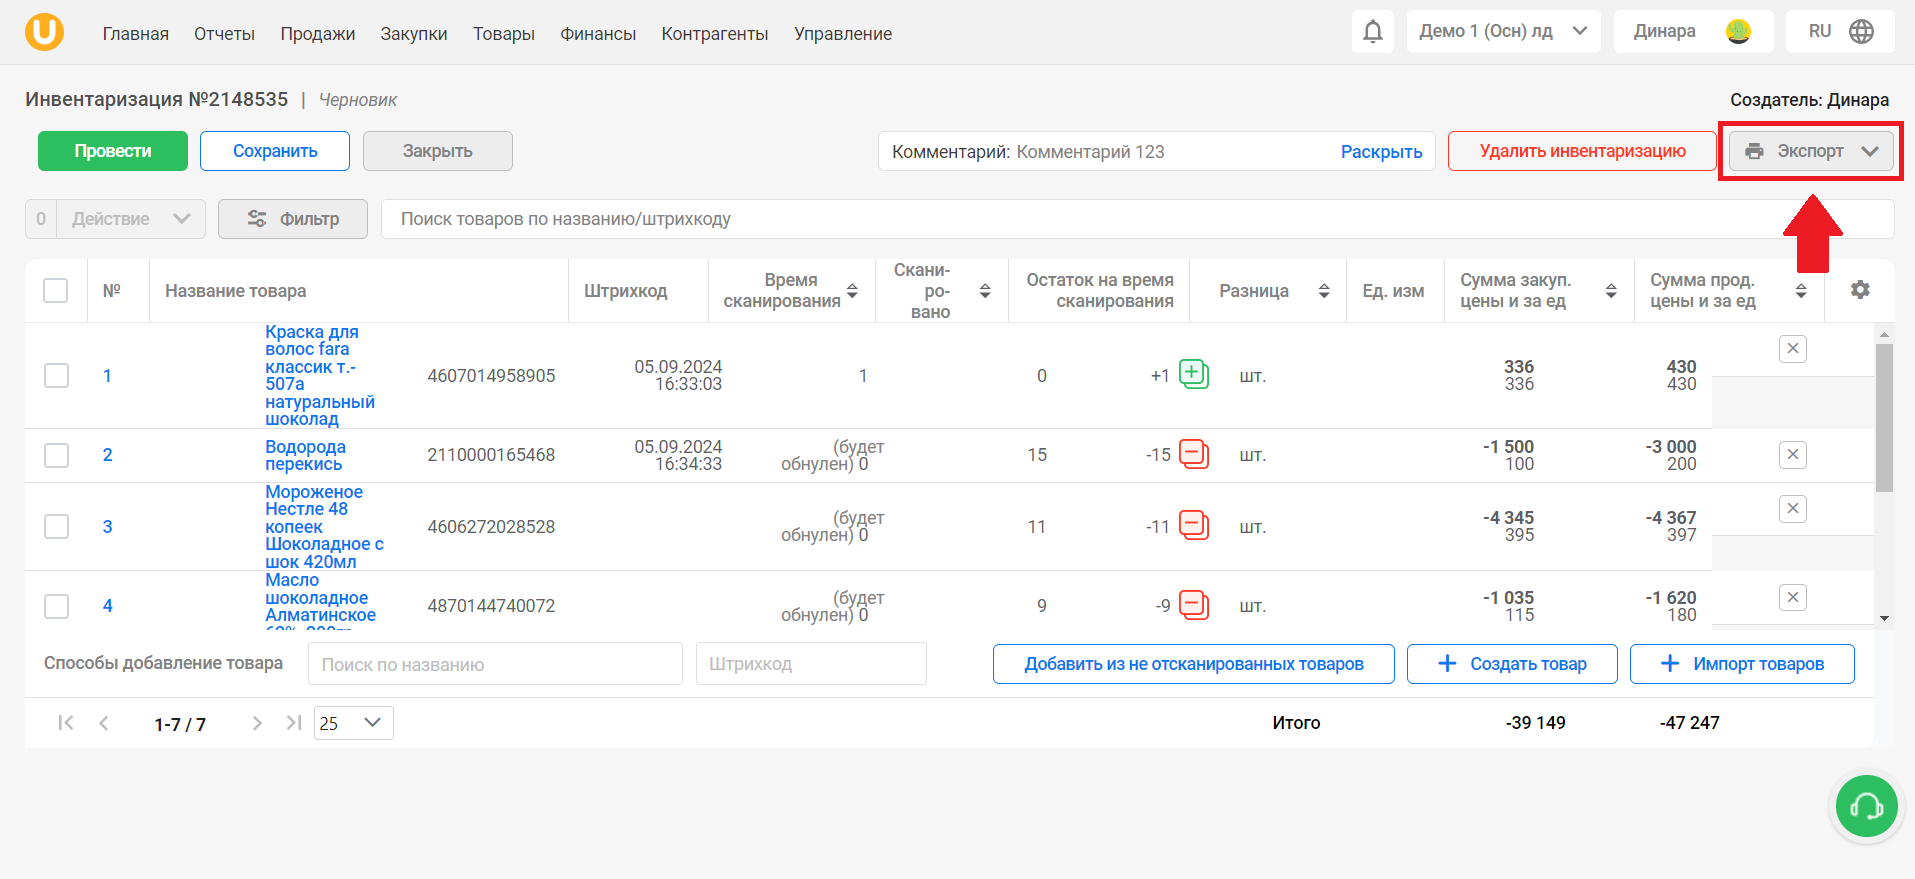 U
Главная Отчеты Продажи Закупки Товары Финансы Контрагенты Управление Демо 1 (Осн) лд Динара RU
Инвентаризация №2148535 | Черновик
Создатель: Динара
Провести Сохранить Закрыть Комментарий: Комментарий 123 Раскрыть Удалить инвентаризацию Экспорт
0 Действие Фильтр Поиск товаров по названию/штрихкоду
№ Название товара Штрихкод
Время
сканирования
Скани-
ро-
вано
Остаток на время
сканирования
Разница Ед. изм
Сумма закуп.
цены и за ед
Сумма прод.
цены и за ед
1
Краска для
волос fara
классик т.-
507а
натуральный
шоколад
4607014958905
05.09.2024
16:33:03
1 0 +1 шт.
336
336
430
430
2
Водорода
перекись
2110000165468
05.09.2024
16:34:33
(будет
обнулен) 0
15 -15 шт.
-1 500
100
-3 000
200
3
Мороженое
Нестле 48
копеек
Шоколадное с
шок 420мл
4606272028528
(будет
обнулен) 0
11 -11 шт.
-4 345
395
-4 367
397
4
Масло
шоколадное
Алматинское
4870144740072
(будет
обнулен) 0
9 -9 шт.
-1 035
115
-1 620
180
Способы добавление товара Поиск по названию Штрихкод Добавить из не отсканированных товаров Создать товар Импорт товаров
1-7 / 7 25 Итого -39 149 -47 247